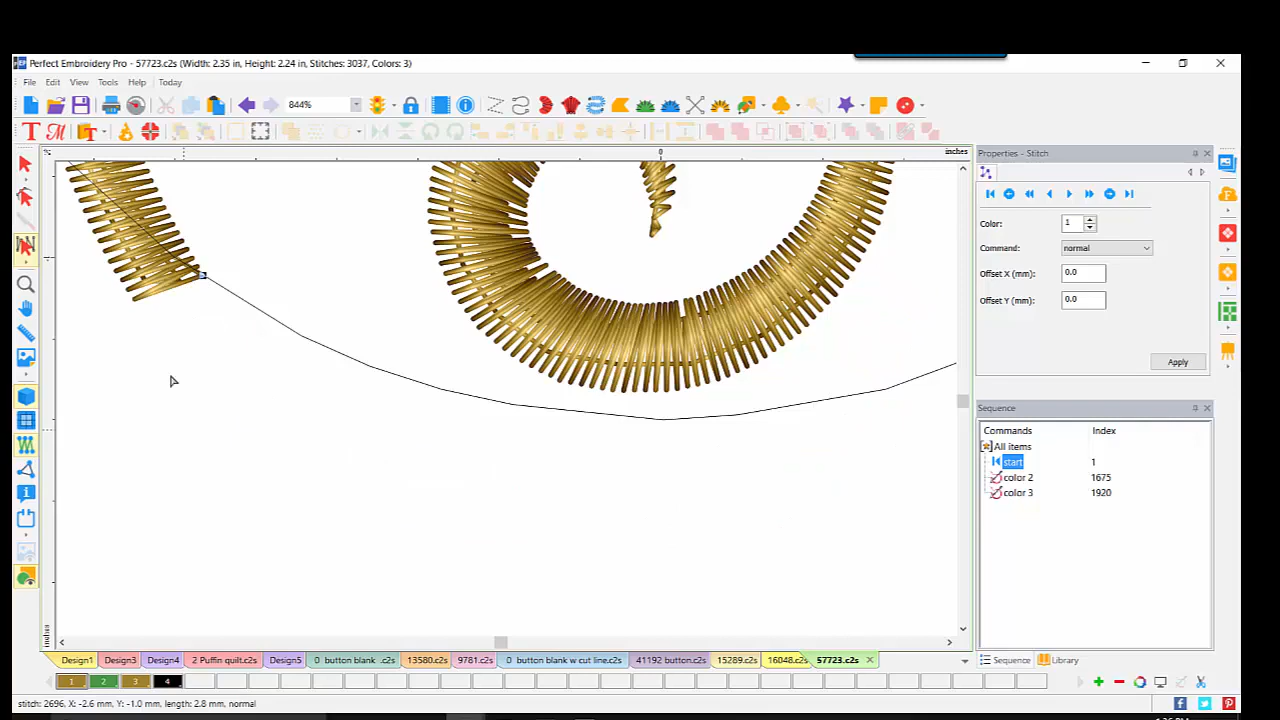 Perfect Embroidery Pro - 57723.c2s (Width: 2.35 in, Height: 2.24 in, Stitches: 3037, Colors: 3)
File Edit View Tools Help Today
844%
0 inches
Properties - Stitch
Color: 1
Command: normal
Offset X (mm): 0.0
Offset Y (mm): 0.0
Apply
Sequence
Commands Index
All items
start 1
color 2 1675
color 3 1920
inches
Design1 Design3 Design4 2 Puffin quilt.c2s Design5 0 button blank .c2s 13580.c2s 9781.c2s 0 button blank w cut line.c2s 41192 button.c2s 15289.c2s 16048.c2s 57723.c2s
Sequence Library
1 2 3 4
stitch: 2696, X: -2.6 mm, Y: -1.0 mm, length: 2.8 mm, normal